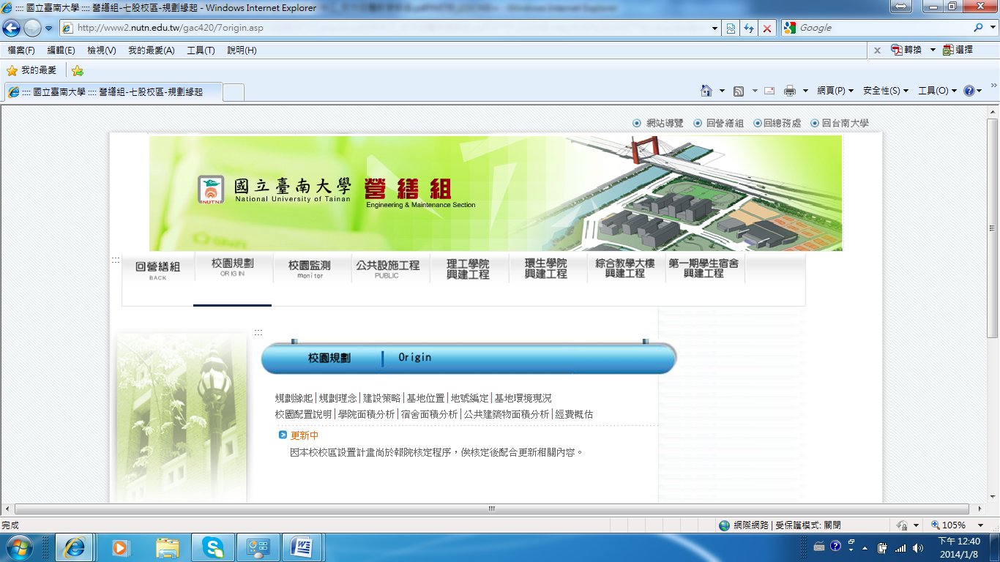 :::: 國立臺南大學 :::: 營繕組-七股校區-規劃緣起 - Windows Internet Explorer
http://www2.nutn.edu.tw/gac420/7origin.asp
Google
檔案(F) 編輯(E) 檢視(V) 我的最愛(A) 工具(T) 說明(H)
x 轉換 選擇
我的最愛
:::: 國立臺南大學 :::: 營繕組-七股校區-規劃緣起
網頁(P) 安全性(S) 工具(O)
網站導覽 回營繕組 回總務處 回台南大學
國立臺南大學 營繕組
NUTN National University of Tainan Engineering & Maintenance Section
Shift
:::
回營繕組 校園規劃 校園監測 公共設施工程 理工學院 環生學院 綜合教學大樓 第一期學生宿舍
BACK ORIGIN monitor PUBLIC 興建工程 興建工程 興建工程 興建工程
:::
校園規劃 | Origin
規劃緣起|規劃理念|建設策略|基地位置|地號編定|基地環境現況
校園配置說明|學院面積分析|宿舍面積分析|公共建築物面積分析|經費概估
更新中
因本校校區設置計畫尚於報院核定程序，俟核定後配合更新相關內容。
完成
網際網路 | 受保護模式: 關閉
105%
下午 12:40
2014/1/8